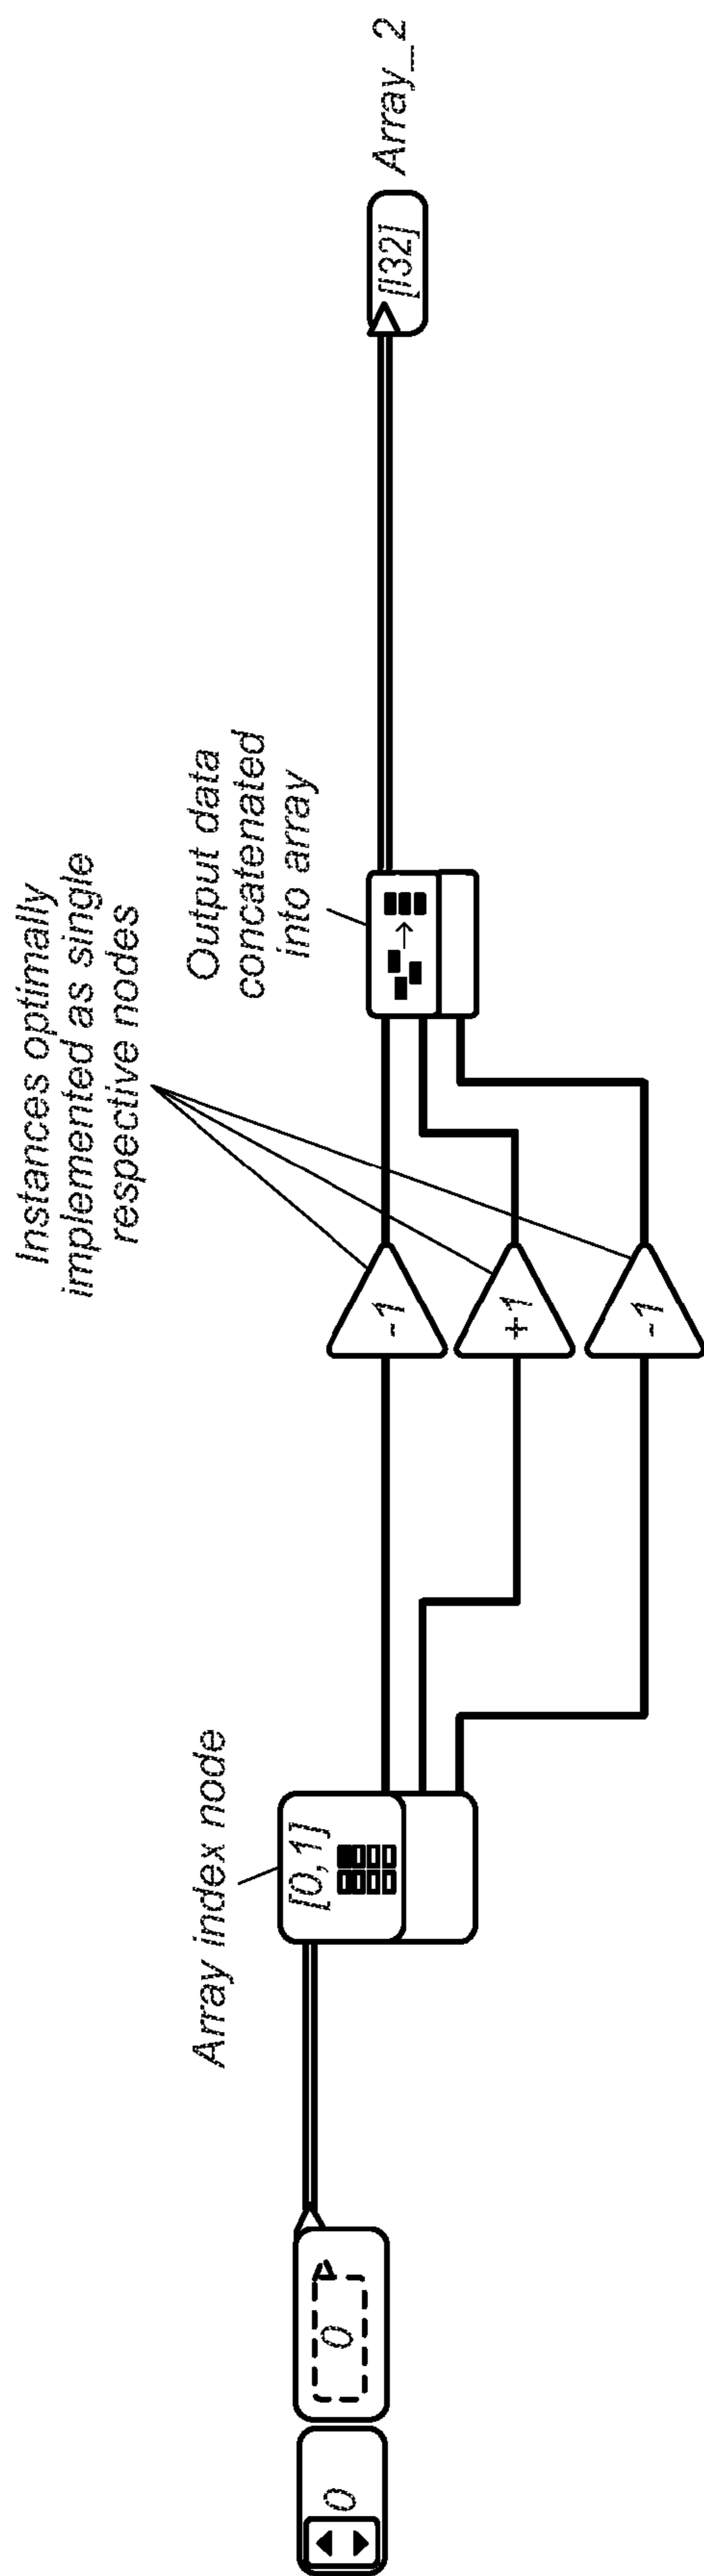 Instances optimally
implemented as single
respective nodes
Output data
concatenated
into array
Array index node
0
0
[0,1]
-1
+1
-1
[I32]
Array_2